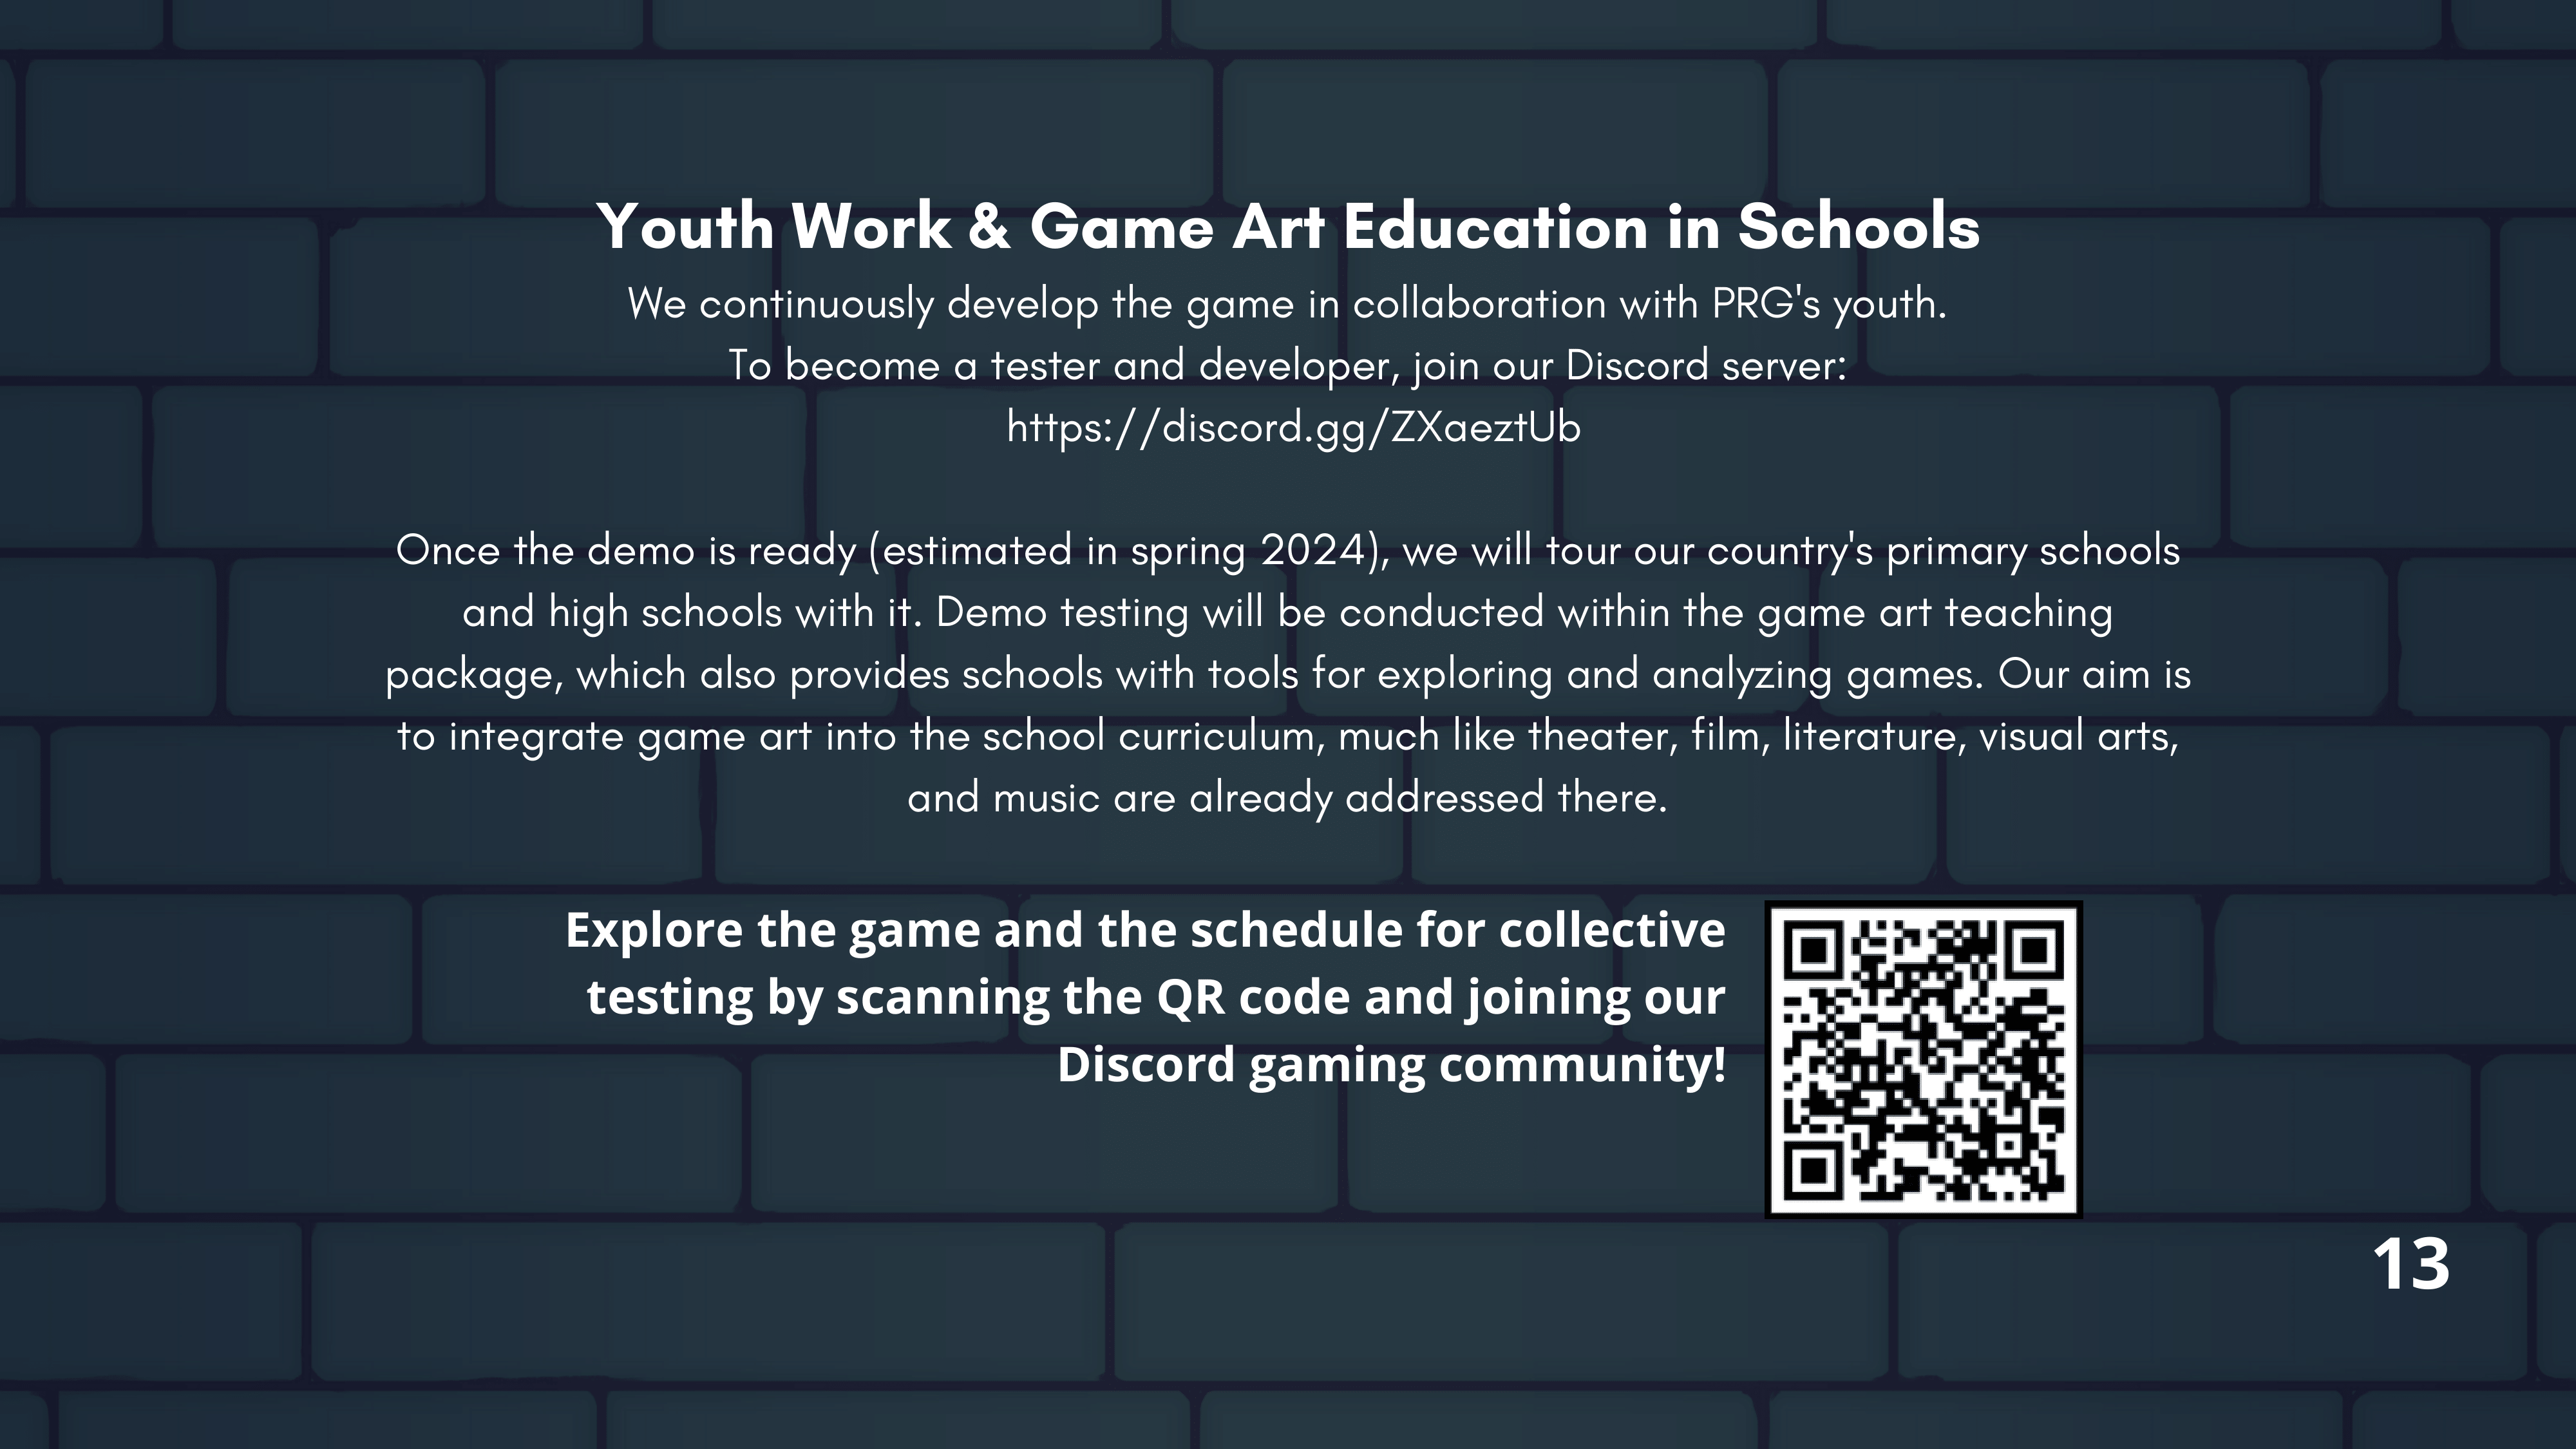 Youth Work & Game Art Education in Schools
We continuously develop the game in collaboration with PRG's youth.
To become a tester and developer, join our Discord server:
https://discord.gg/ZXaeztUb
Once the demo is ready (estimated in spring 2024), we will tour our country's primary schools
and high schools with it. Demo testing will be conducted within the game art teaching
package, which also provides schools with tools for exploring and analyzing games. Our aim is
to integrate game art into the school curriculum, much like theater, film, literature, visual arts,
and music are already addressed there.
Explore the game and the schedule for collective
testing by scanning the QR code and joining our
Discord gaming community!
13